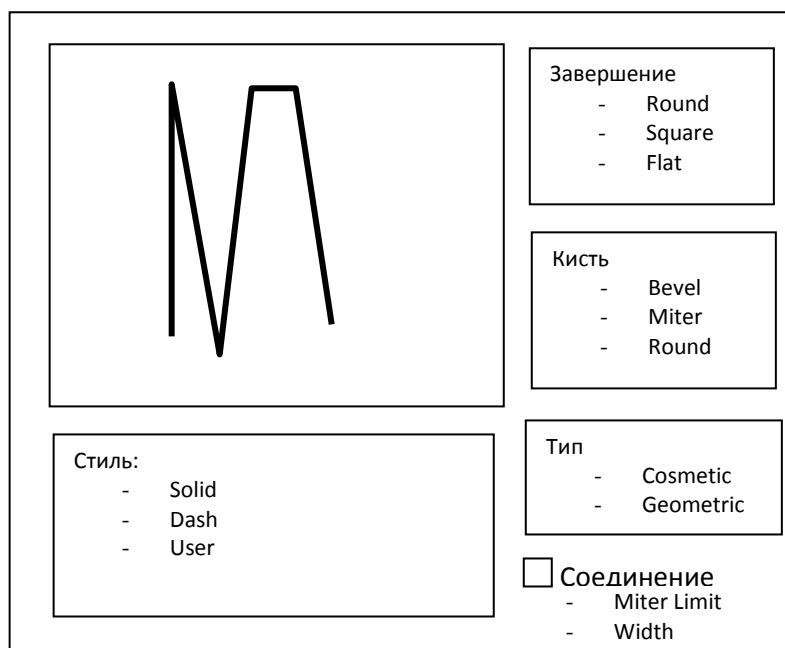 Завершение
- Round
- Square
- Flat
Кисть
- Bevel
- Miter
- Round
Стиль:
- Solid
- Dash
- User
Тип
- Cosmetic
- Geometric
Соединение
- Miter Limit
- Width